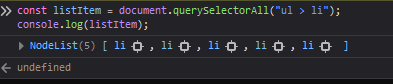 const listItem = document.querySelectorAll("ul > li");
console.log(listItem);
NodeList(5) [ li , li , li , li , li ]
undefined